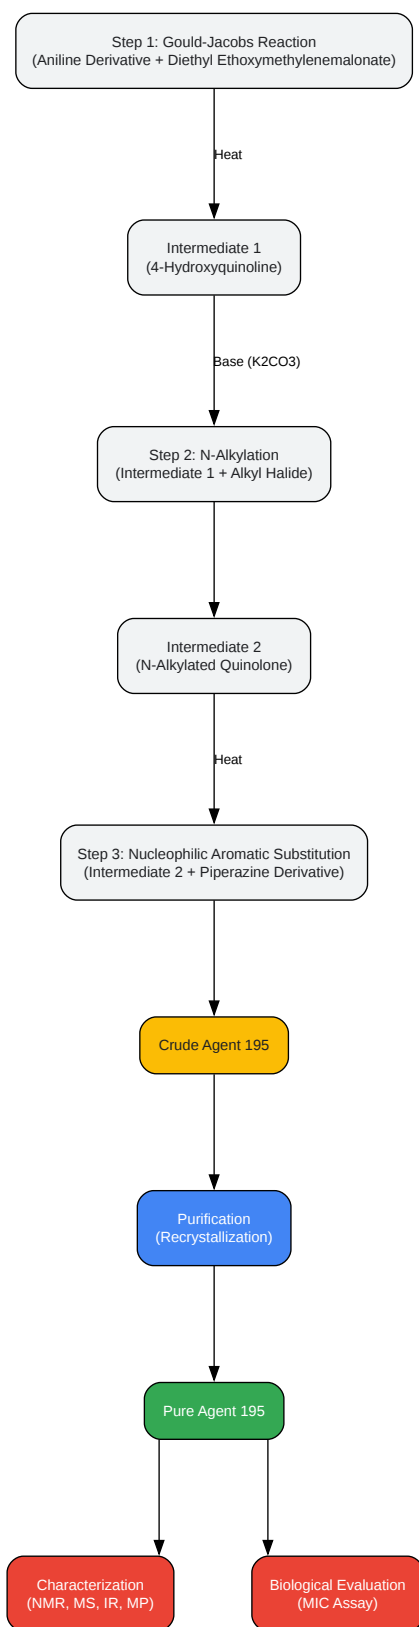 Step 1: Gould-Jacobs Reaction
(Aniline Derivative + Diethyl Ethoxymethylenemalonate)
Heat
Intermediate 1
(4-Hydroxyquinoline)
Base (K2CO3)
Step 2: N-Alkylation
(Intermediate 1 + Alkyl Halide)
Intermediate 2
(N-Alkylated Quinolone)
Heat
Step 3: Nucleophilic Aromatic Substitution
(Intermediate 2 + Piperazine Derivative)
Crude Agent 195
Purification
(Recrystallization)
Pure Agent 195
Characterization
(NMR, MS, IR, MP)
Biological Evaluation
(MIC Assay)